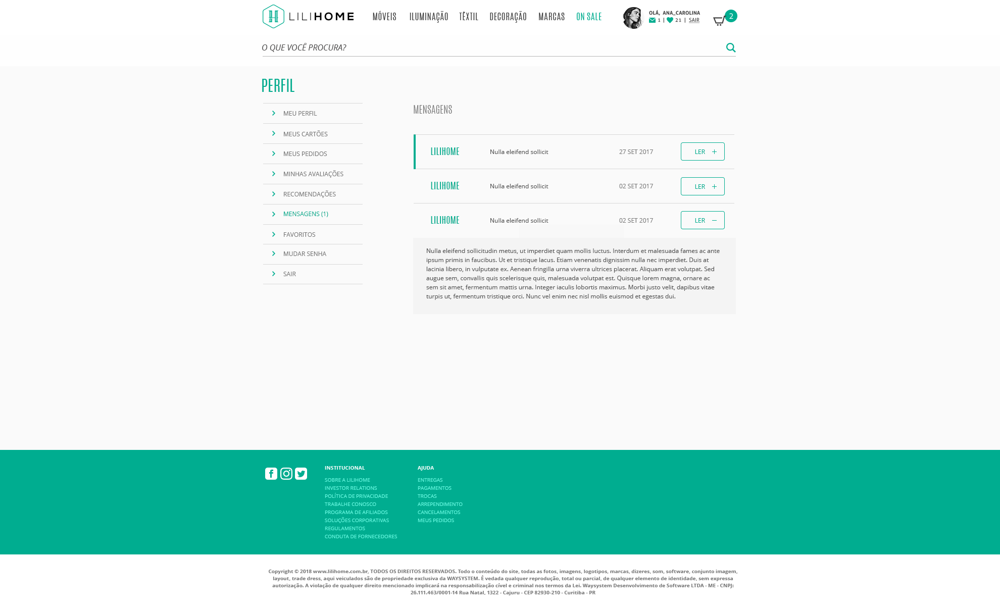 LILIHOME MÓVEIS ILUMINAÇÃO TÊXTIL DECORAÇÃO MARCAS ON SALE
OLÁ, ANA_CAROLINA
1 | 21 | SAIR
2
O QUE VOCÊ PROCURA?
PERFIL
MEU PERFIL
MEUS CARTÕES
MEUS PEDIDOS
MINHAS AVALIAÇÕES
RECOMENDAÇÕES
MENSAGENS (1)
FAVORITOS
MUDAR SENHA
SAIR
MENSAGENS
LILIHOME Nulla eleifend sollicit 27 SET 2017 LER +
LILIHOME Nulla eleifend sollicit 02 SET 2017 LER +
LILIHOME Nulla eleifend sollicit 02 SET 2017 LER −
Nulla eleifend sollicitudin metus, ut imperdiet quam mollis luctus. Interdum et malesuada fames ac ante
ipsum primis in faucibus. Ut et tristique lacus. Etiam venenatis dignissim nulla nec imperdiet. Duis at
lacinia libero, in vulputate ex. Aenean fringilla urna viverra ultrices placerat. Aliquam erat volutpat. Sed
augue sem, convallis quis scelerisque quis, malesuada volutpat est. Quisque lorem magna, ornare ac
sem sit amet, fermentum mattis urna. Integer iaculis lobortis maximus. Morbi justo velit, dapibus vitae
turpis ut, fermentum tristique orci. Nunc vel enim nec nisl mollis euismod et egestas dui.
INSTITUCIONAL
SOBRE A LILIHOME
INVESTOR RELATIONS
POLÍTICA DE PRIVACIDADE
TRABALHE CONOSCO
PROGRAMA DE AFILIADOS
SOLUÇÕES CORPORATIVAS
REGULAMENTOS
CONDUTA DE FORNECEDORES
AJUDA
ENTREGAS
PAGAMENTOS
TROCAS
ARREPENDIMENTO
CANCELAMENTOS
MEUS PEDIDOS
Copyright © 2018 www.lilihome.com.br, TODOS OS DIREITOS RESERVADOS. Todo o conteúdo do site, todas as fotos, imagens, logotipos, marcas, dizeres, som, software, conjunto imagem,
layout, trade dress, aqui veiculados são de propriedade exclusiva da WAYSYSTEM. É vedada qualquer reprodução, total ou parcial, de qualquer elemento de identidade, sem expressa
autorização. A violação de qualquer direito mencionado implicará na responsabilização cível e criminal nos termos da Lei. Waysystem Desenvolvimento de Software LTDA - ME - CNPJ:
26.111.463/0001-14 Rua Natal, 1322 - Cajuru - CEP 82930-210 - Curitiba - PR